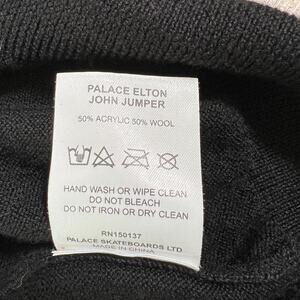 PALACE ELTON
JOHN JUMPER
50% ACRYLIC 50% WOOL
HAND WASH OR WIPE CLEAN
DO NOT BLEACH
DO NOT IRON OR DRY CLEAN
RN150137
PALACE SKATEBOARDS LTD
MADE IN CHINA